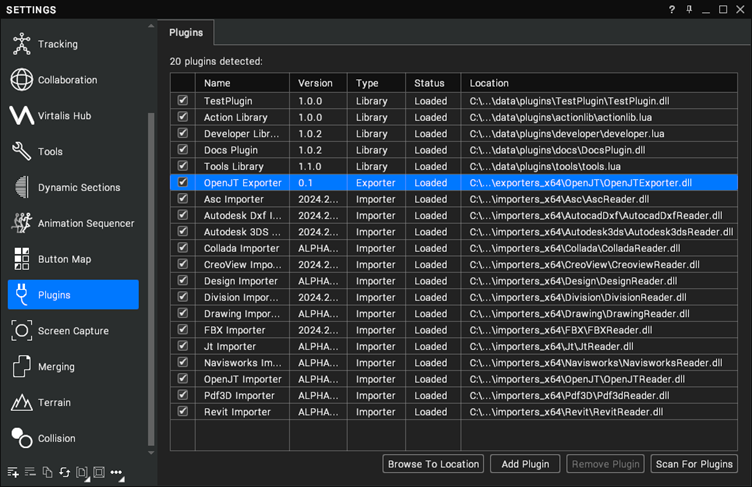 SETTINGS
Tracking
Collaboration
Virtalis Hub
Tools
Dynamic Sections
Animation Sequencer
Button Map
Plugins
Screen Capture
Merging
Terrain
Collision
Plugins
20 plugins detected:
Name Version Type Status Location
TestPlugin 1.0.0 Library Loaded C:\...\data\plugins\TestPlugin\TestPlugin.dll
Action Library 1.0.0 Library Loaded C:\...\data\plugins\actionlib\actionlib.lua
Developer Libr... 1.0.2 Library Loaded C:\...\data\plugins\developer\developer.lua
Docs Plugin 1.0.2 Library Loaded C:\...\data\plugins\docs\DocsPlugin.dll
Tools Library 1.1.0 Library Loaded C:\...\data\plugins\tools\tools.lua
OpenJT Exporter 0.1 Exporter Loaded C:\...\exporters_x64\OpenJT\OpenJTExporter.dll
Asc Importer 2024.2... Importer Loaded C:\...\importers_x64\Asc\AscReader.dll
Autodesk Dxf I... 2024.2... Importer Loaded C:\...\importers_x64\AutocadDxf\AutocadDxfReader.dll
Autodesk 3DS ... 2024.2... Importer Loaded C:\...\importers_x64\Autodesk3ds\Autodesk3dsReader.dll
Collada Importer ALPHA... Importer Loaded C:\...\importers_x64\Collada\ColladaReader.dll
CreoView Impo... 2024.2... Importer Loaded C:\...\importers_x64\CreoView\CreoviewReader.dll
Design Importer ALPHA... Importer Loaded C:\...\importers_x64\Design\DesignReader.dll
Division Importer 2024.2... Importer Loaded C:\...\importers_x64\Division\DivisionReader.dll
Drawing Importer ALPHA... Importer Loaded C:\...\importers_x64\Drawing\DrawingReader.dll
FBX Importer 2024.2... Importer Loaded C:\...\importers_x64\FBX\FBXReader.dll
Jt Importer ALPHA... Importer Loaded C:\...\importers_x64\Jt\JtReader.dll
Navisworks Im... ALPHA... Importer Loaded C:\...\importers_x64\Navisworks\NavisworksReader.dll
OpenJT Importer ALPHA... Importer Loaded C:\...\importers_x64\OpenJT\OpenJTReader.dll
Pdf3D Importer ALPHA... Importer Loaded C:\...\importers_x64\Pdf3D\Pdf3dReader.dll
Revit Importer ALPHA... Importer Loaded C:\...\importers_x64\Revit\RevitReader.dll
Browse To Location Add Plugin Remove Plugin Scan For Plugins